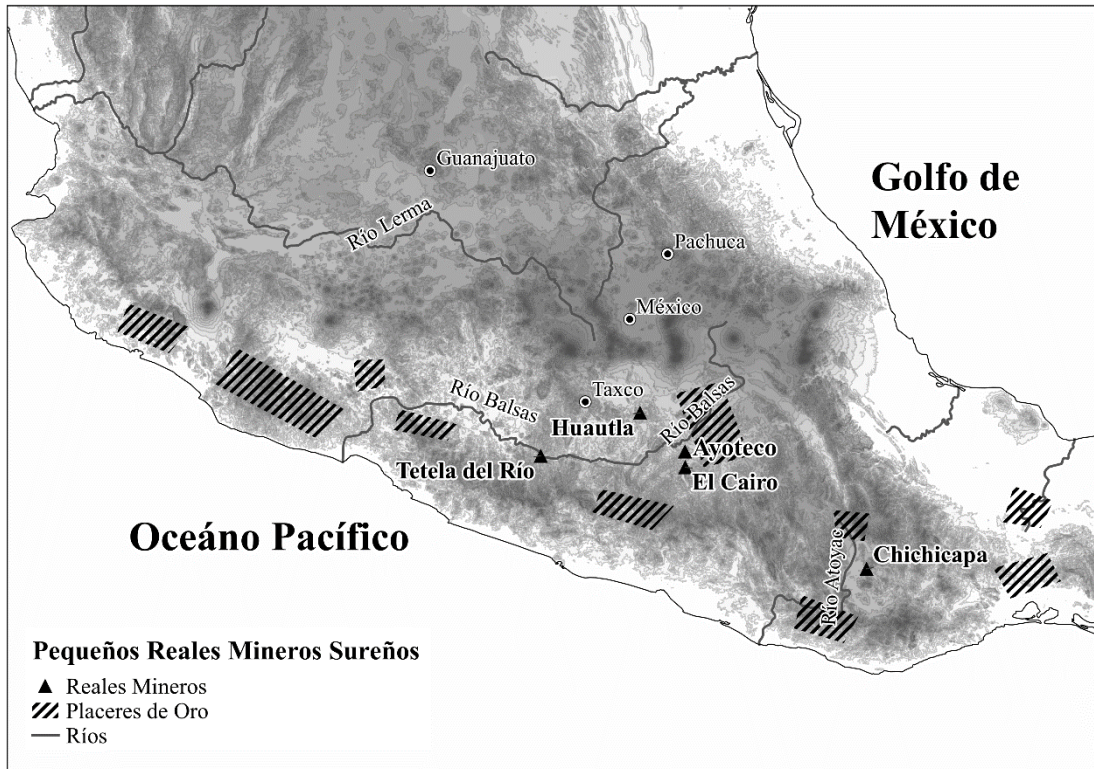 Guanajuato
Río Lerma
Golfo de
México
Pachuca
México
Taxco
Río Balsas
Río Balsas
Huautla
Ayoteco
Tetela del Río
El Cairo
Oceáno Pacífico
Chichicapa
Río Atoyac
Pequeños Reales Mineros Sureños
Reales Mineros
Placeres de Oro
Ríos